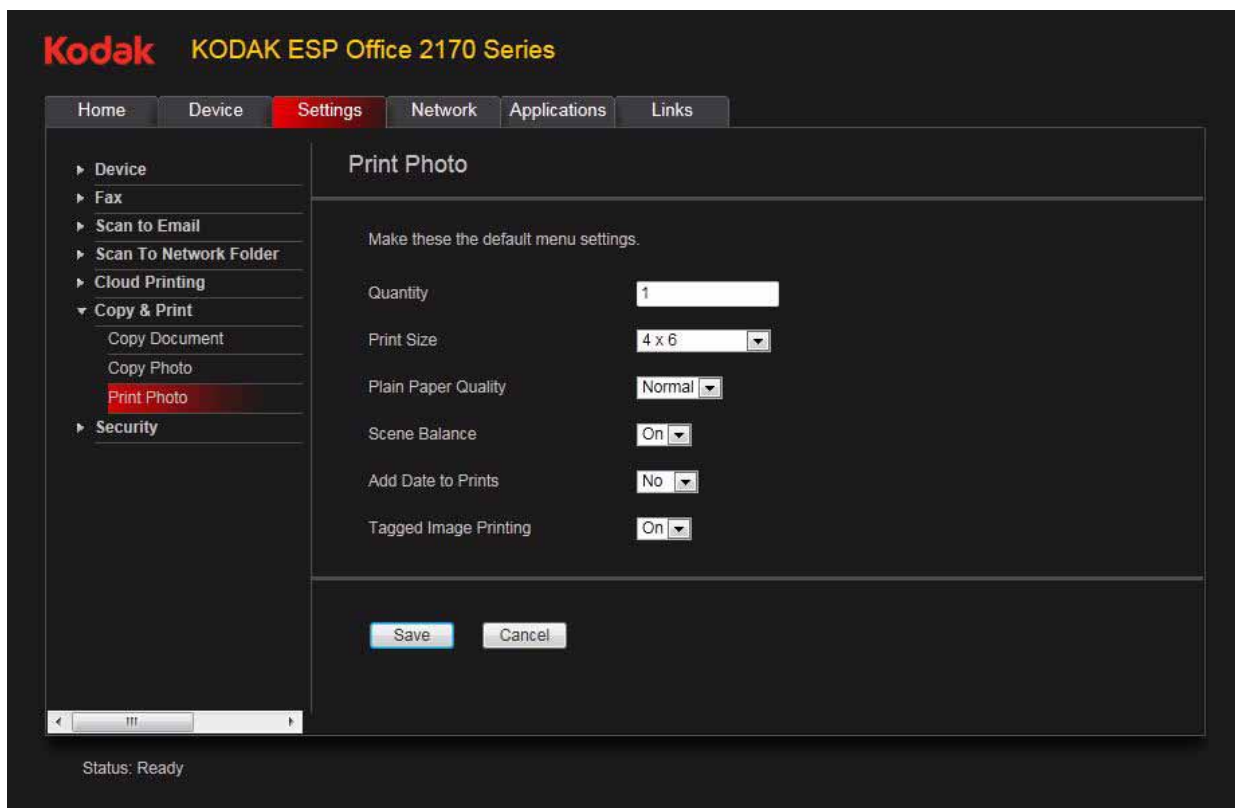 Kodak KODAK ESP Office 2170 Series
Home Device Settings Network Applications Links
Device
Fax
Scan to Email
Scan To Network Folder
Cloud Printing
Copy & Print
Copy Document
Copy Photo
Print Photo
Security
Print Photo
Make these the default menu settings.
Quantity 1
Print Size 4 x 6
Plain Paper Quality Normal
Scene Balance On
Add Date to Prints No
Tagged Image Printing On
Save Cancel
Status: Ready